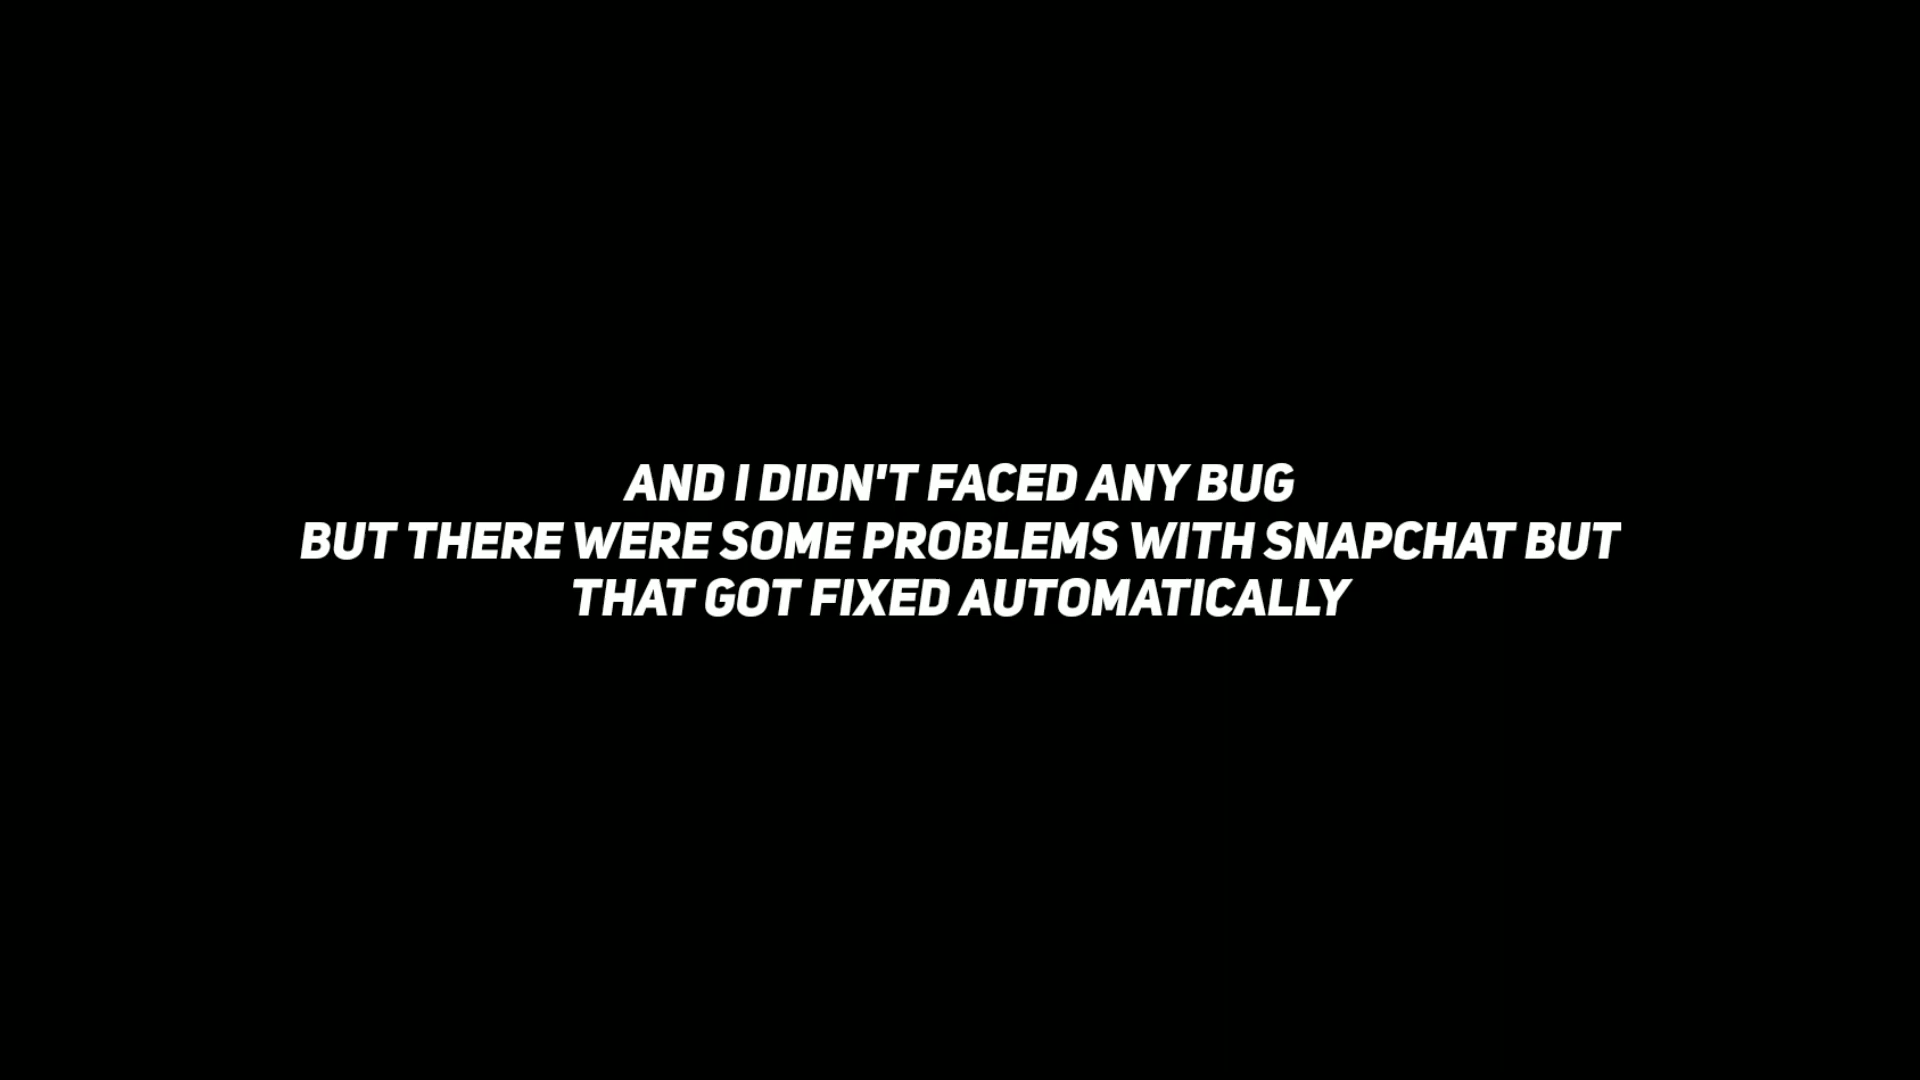 AND I DIDN'T FACED ANY BUG
BUT THERE WERE SOME PROBLEMS WITH SNAPCHAT BUT
THAT GOT FIXED AUTOMATICALLY